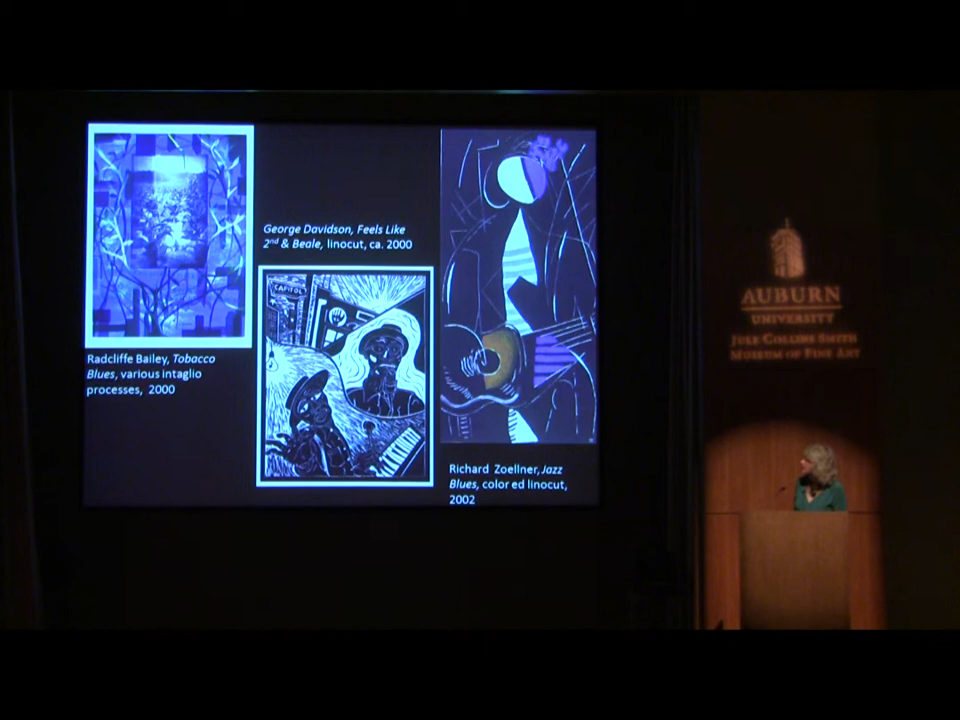 George Davidson, Feels Like
2nd & Beale, linocut, ca. 2000
CAPITOL
Radcliffe Bailey, Tobacco
Blues, various intaglio
processes, 2000
Richard Zoellner, Jazz
Blues, color ed linocut,
2002
AUBURN
UNIVERSITY
JULE COLLINS SMITH
MUSEUM OF FINE ART